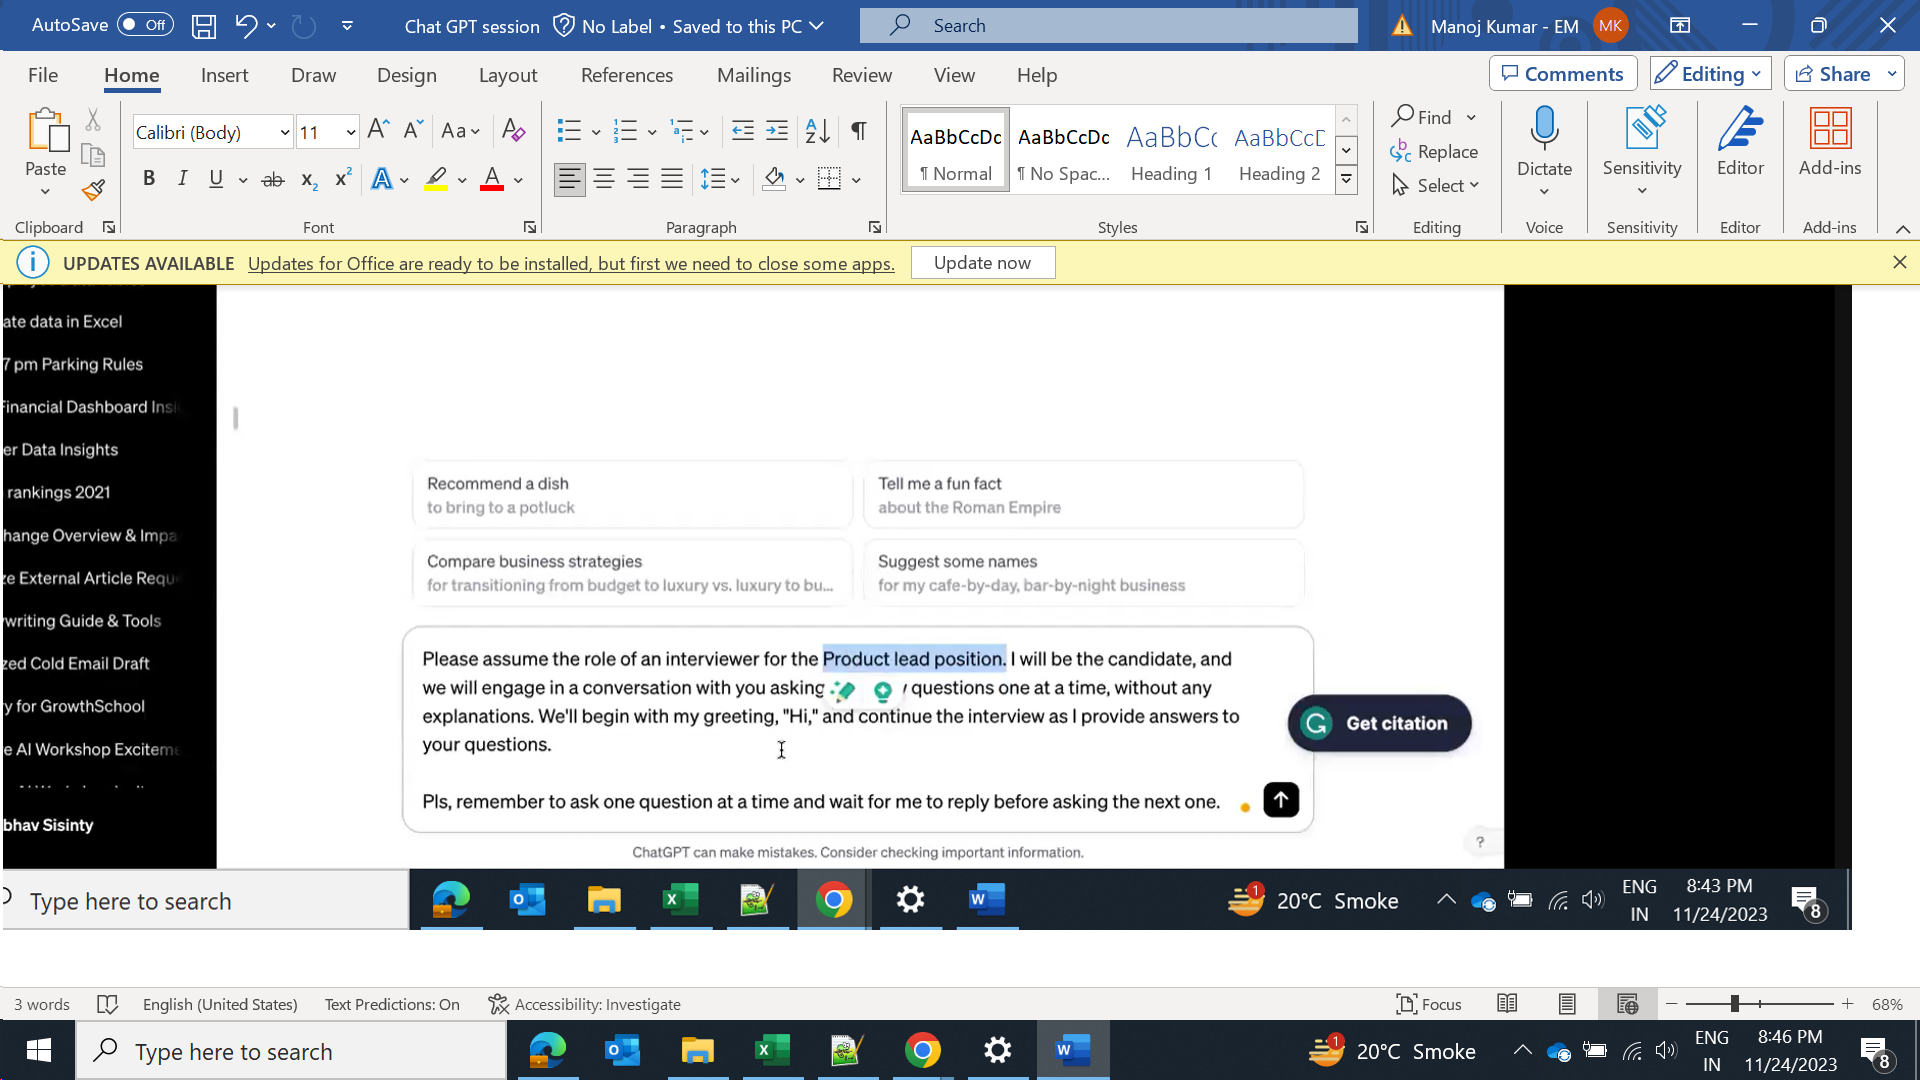 AutoSave Off
Chat GPT session No Label • Saved to this PC
Search
Manoj Kumar - EM MK
File Home Insert Draw Design Layout References Mailings Review View Help
Comments Editing Share
Paste
Calibri (Body) 11
Aa
B I U ab x₂ x² A A
AaBbCcDc AaBbCcDc AaBbCc AaBbCcD
¶ Normal ¶ No Spac... Heading 1 Heading 2
Find
Replace
Select
Dictate Sensitivity Editor Add-ins
Clipboard Font Paragraph Styles Editing Voice Sensitivity Editor Add-ins
UPDATES AVAILABLE Updates for Office are ready to be installed, but first we need to close some apps. Update now
ate data in Excel
7 pm Parking Rules
Financial Dashboard Insi
er Data Insights
rankings 2021
hange Overview & Impa
ze External Article Requ
writing Guide & Tools
zed Cold Email Draft
y for GrowthSchool
e AI Workshop Exciteme
bhav Sisinty
Recommend a dish
to bring to a potluck
Tell me a fun fact
about the Roman Empire
Compare business strategies
for transitioning from budget to luxury vs. luxury to bu...
Suggest some names
for my cafe-by-day, bar-by-night business
Please assume the role of an interviewer for the Product lead position. I will be the candidate, and
we will engage in a conversation with you asking questions one at a time, without any
explanations. We'll begin with my greeting, "Hi," and continue the interview as I provide answers to
your questions.
Pls, remember to ask one question at a time and wait for me to reply before asking the next one.
Get citation
ChatGPT can make mistakes. Consider checking important information.
?
Type here to search
1 20°C Smoke
ENG
IN
8:43 PM
11/24/2023
8
3 words English (United States) Text Predictions: On Accessibility: Investigate
Focus 68%
Type here to search
1 20°C Smoke
ENG
IN
8:46 PM
11/24/2023
8